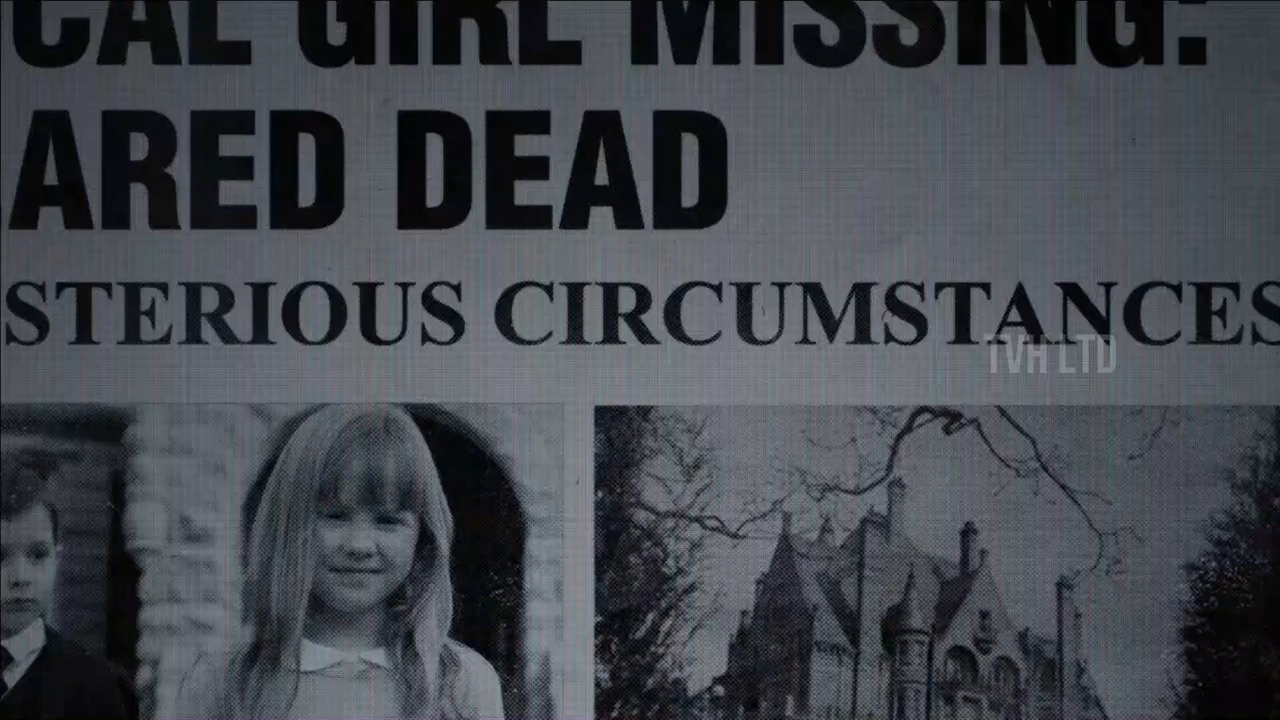 CAL GIRL MISSING:
ARED DEAD
STERIOUS CIRCUMSTANCES
TVH LTD